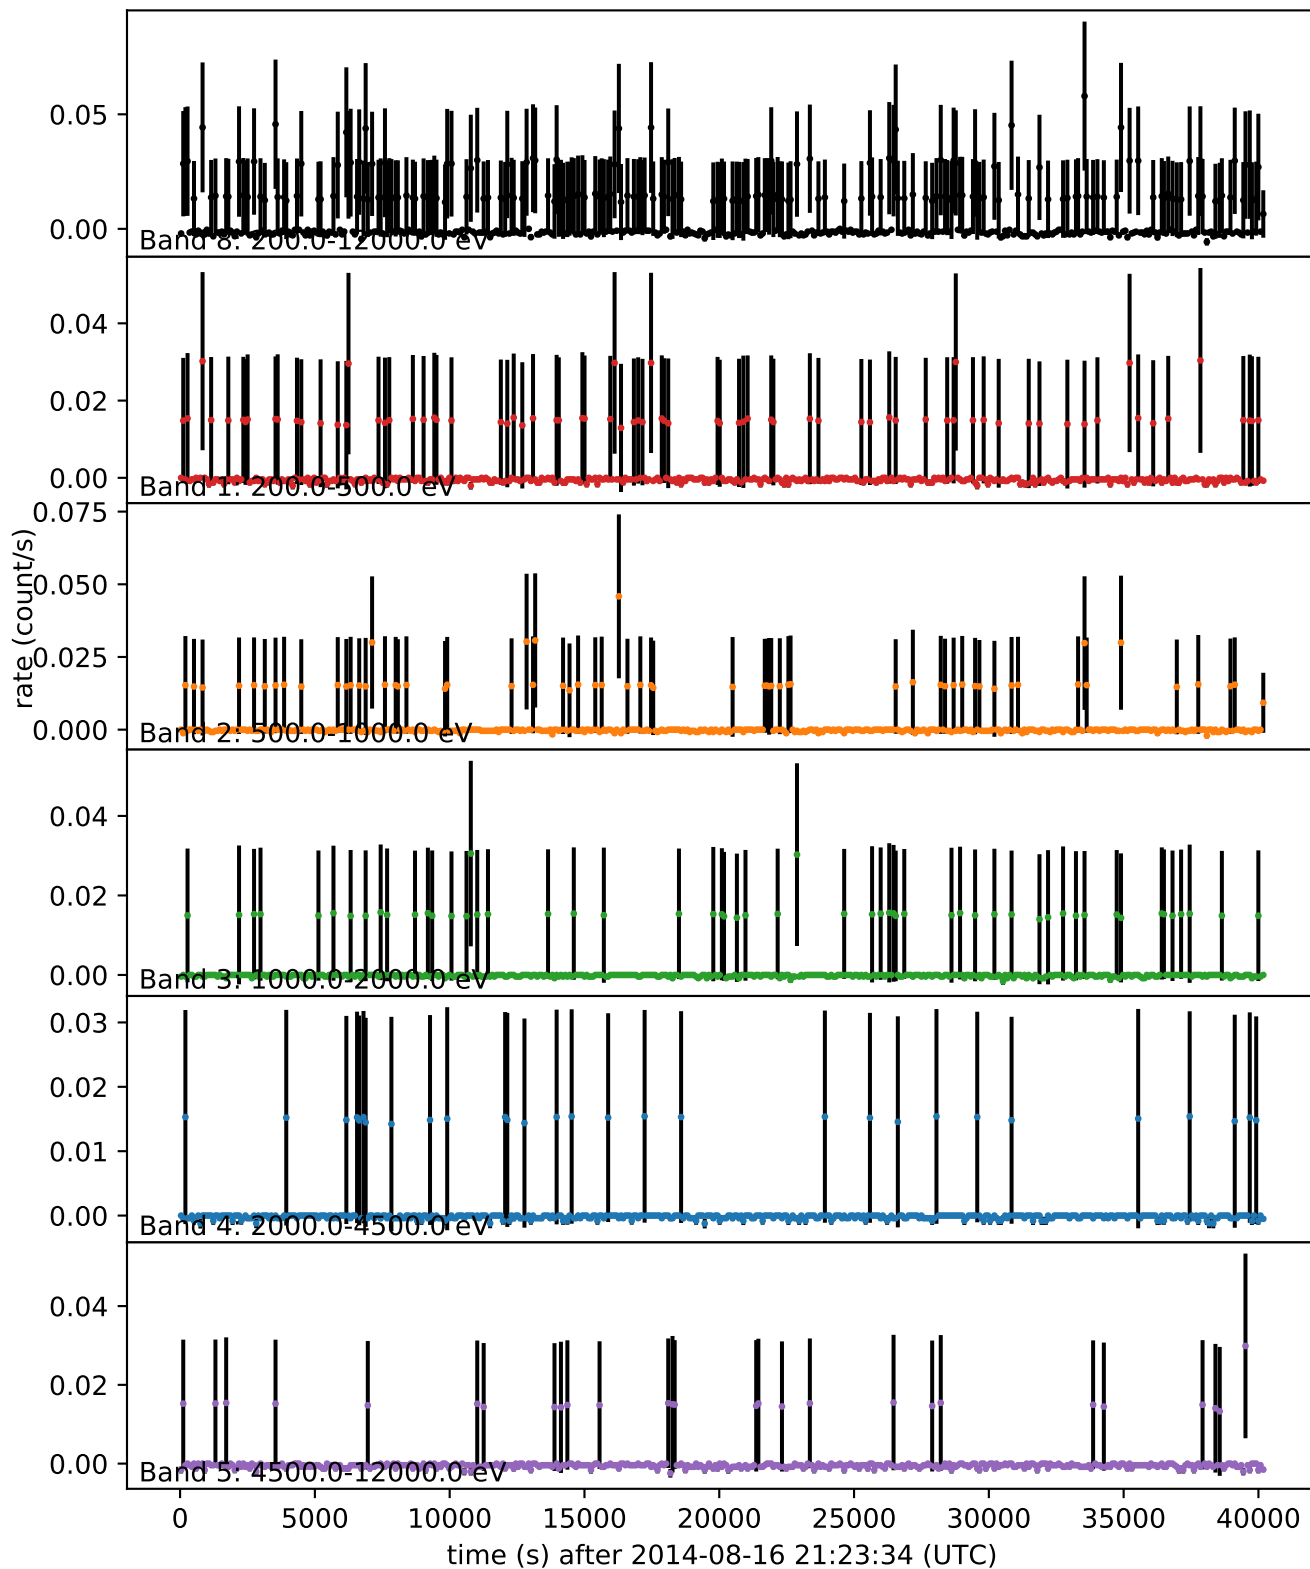 0.05
0.00
Band 8: 200.0-12000.0 eV
0.04
0.02
0.00
Band 1: 200.0-500.0 eV
rate (count/s)
0.075
0.050
0.025
0.000
Band 2: 500.0-1000.0 eV
0.04
0.02
0.00
Band 3: 1000.0-2000.0 eV
0.03
0.02
0.01
0.00
Band 4: 2000.0-4500.0 eV
0.04
0.02
0.00
Band 5: 4500.0-12000.0 eV
0 5000 10000 15000 20000 25000 30000 35000 40000
time (s) after 2014-08-16 21:23:34 (UTC)